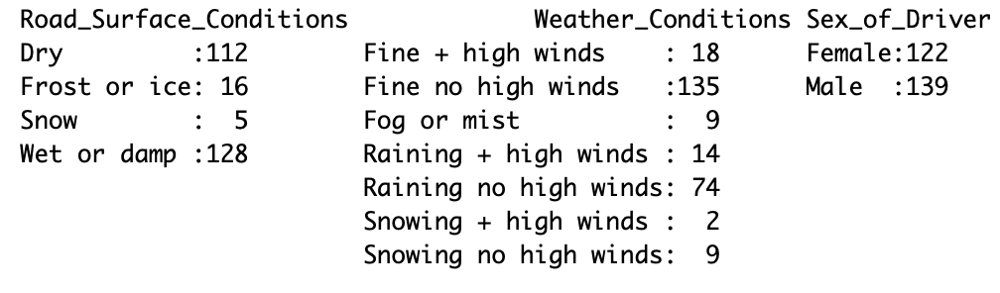 Road_Surface_Conditions             Weather_Conditions Sex_of_Driver
Dry         :112        Fine + high winds    : 18      Female:122
Frost or ice: 16        Fine no high winds   :135      Male  :139
Snow        :  5        Fog or mist          :  9
Wet or damp :128        Raining + high winds : 14
                        Raining no high winds: 74
                        Snowing + high winds :  2
                        Snowing no high winds:  9